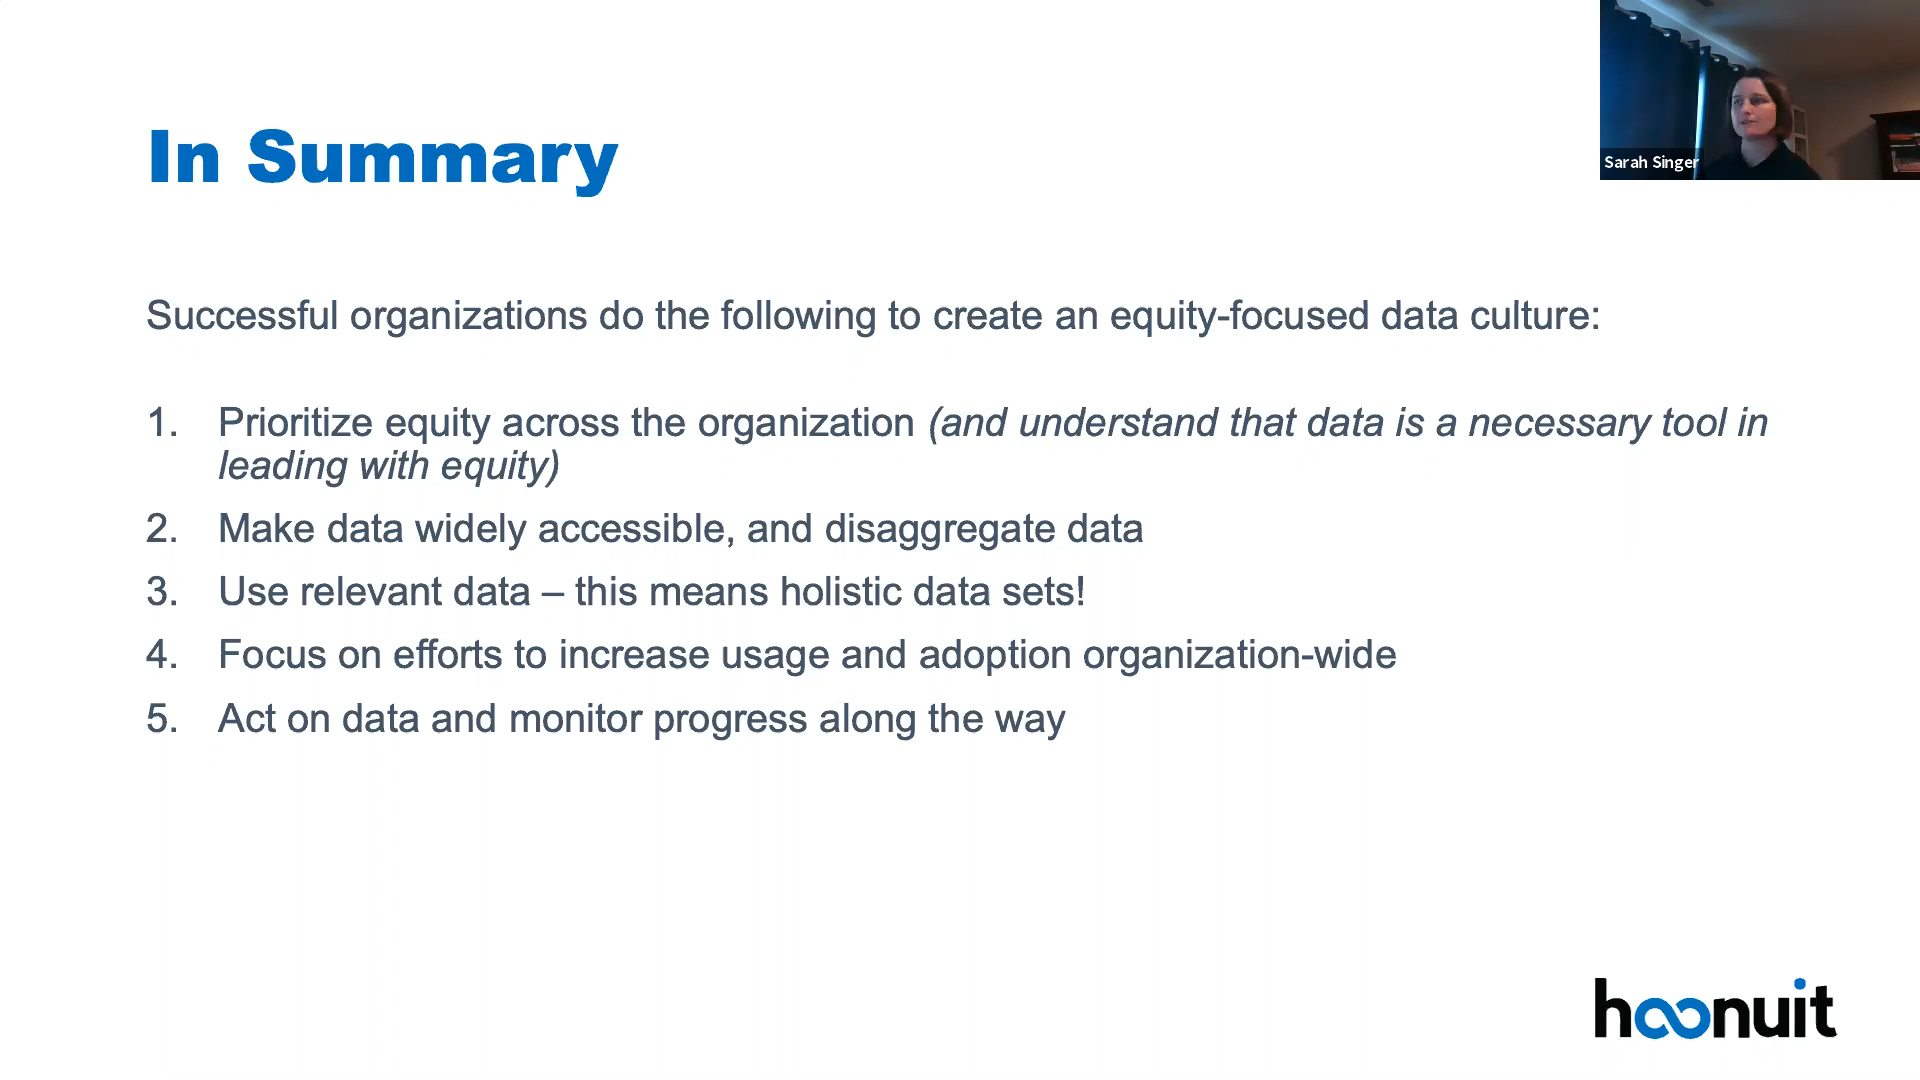 In Summary
Sarah Singer
Successful organizations do the following to create an equity-focused data culture:
1. Prioritize equity across the organization (and understand that data is a necessary tool in
leading with equity)
2. Make data widely accessible, and disaggregate data
3. Use relevant data – this means holistic data sets!
4. Focus on efforts to increase usage and adoption organization-wide
5. Act on data and monitor progress along the way
hoonuit